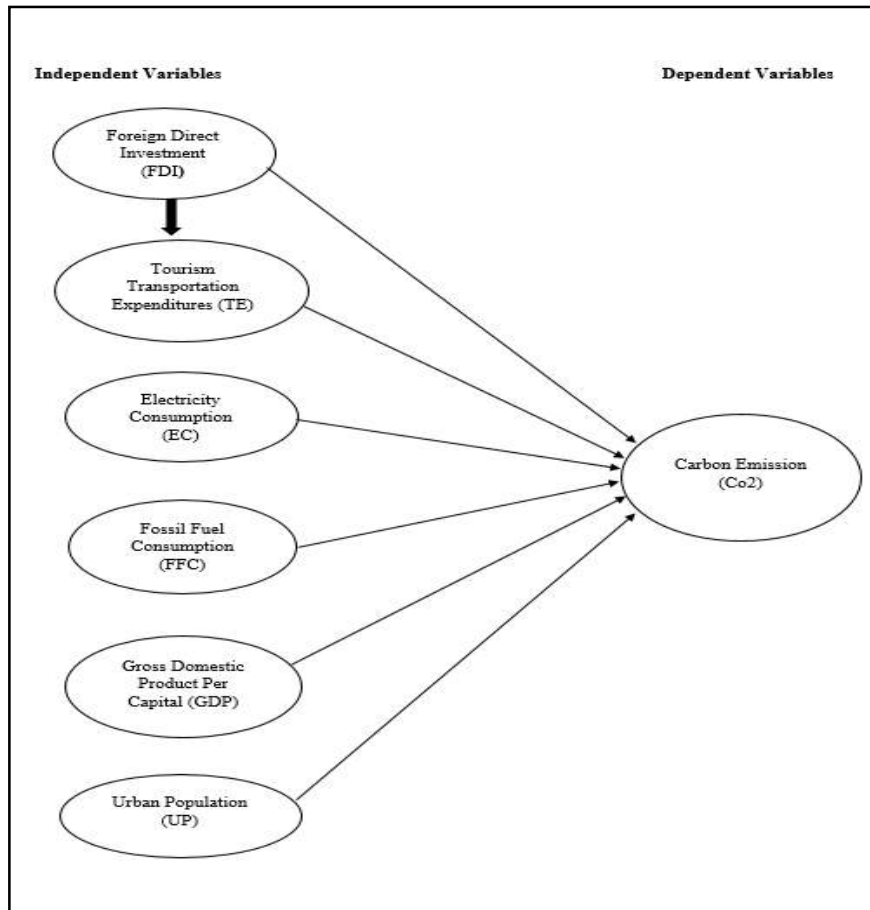 Independent Variables
Dependent Variables
Foreign Direct
Investment
(FDI)
Tourism
Transportation
Expenditures (TE)
Electricity
Consumption
(EC)
Fossil Fuel
Consumption
(FFC)
Gross Domestic
Product Per
Capital (GDP)
Urban Population
(UP)
Carbon Emission
(Co2)